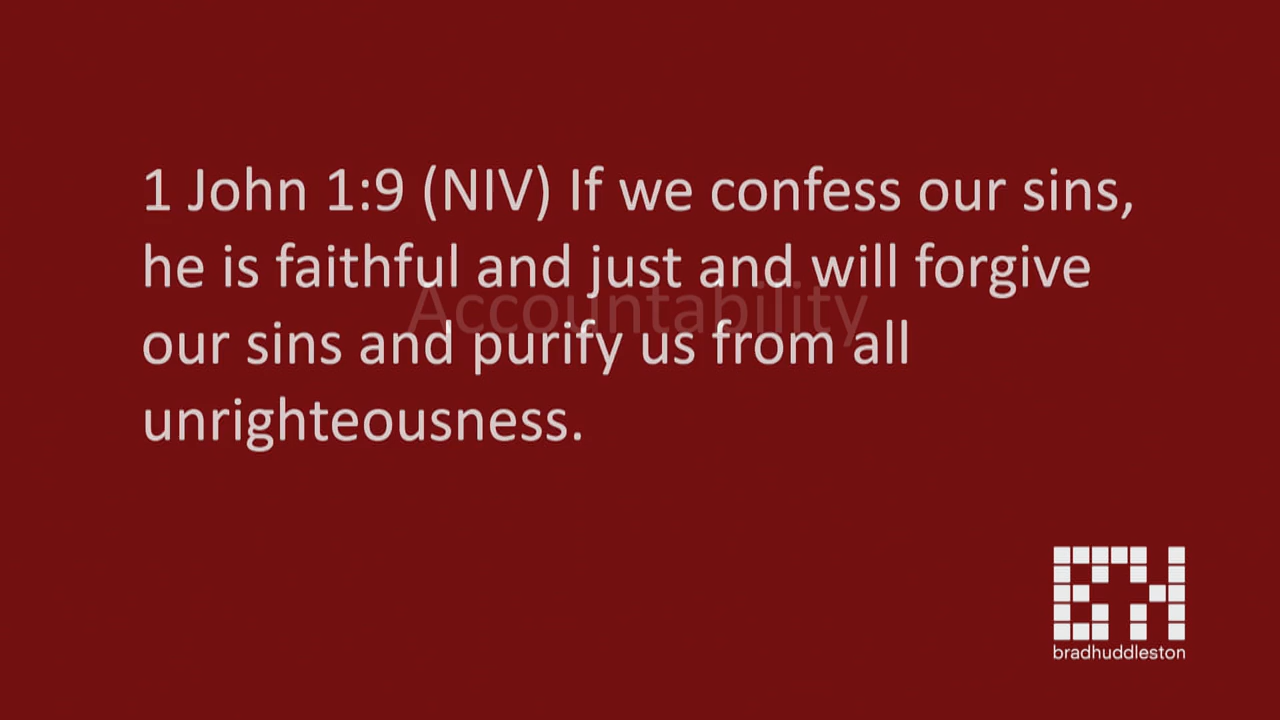 1 John 1:9 (NIV) If we confess our sins,
he is faithful and just and will forgive
Accountability
our sins and purify us from all
unrighteousness.
bradhuddleston